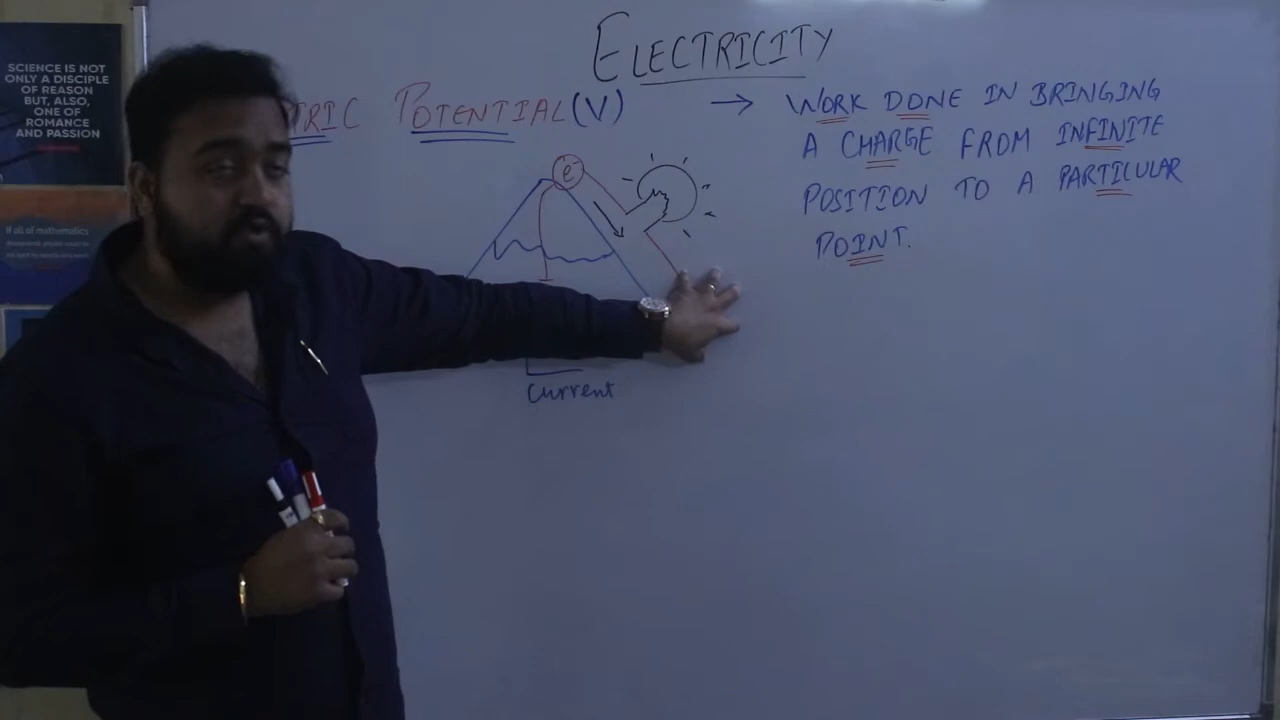 SCIENCE IS NOT
ONLY A DISCIPLE
OF REASON
BUT, ALSO,
ONE OF
ROMANCE
AND PASSION
If all of mathematics
ELECTRICITY
TRIC POTENTIAL (V)
→ WORK DONE IN BRINGING
A CHARGE FROM INFINITE
POSITION TO A PARTICULAR
POINT.
e⁻
Current